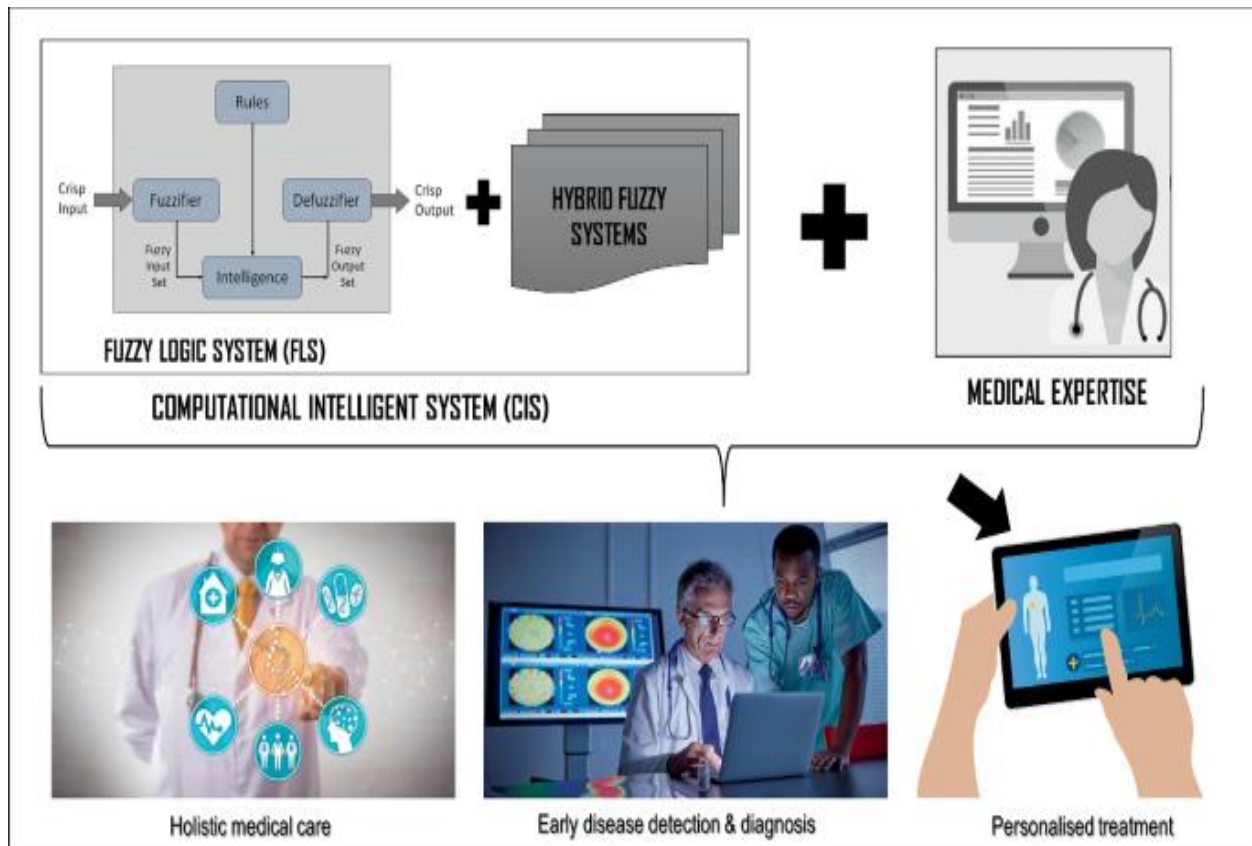 Rules
Crisp
Input
Fuzzifier
Defuzzifier
Crisp
Output
Fuzzy
Input
Set
Fuzzy
Output
Set
Intelligence
FUZZY LOGIC SYSTEM (FLS)
HYBRID FUZZY
SYSTEMS
COMPUTATIONAL INTELLIGENT SYSTEM (CIS)
MEDICAL EXPERTISE
Holistic medical care
Early disease detection & diagnosis
Personalised treatment